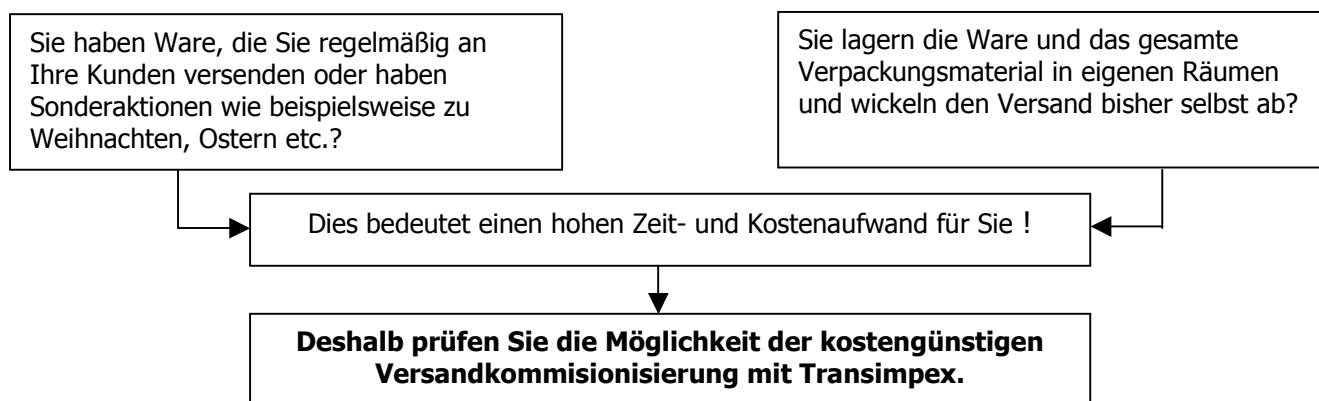 Sie haben Ware, die Sie regelmäßig an
Ihre Kunden versenden oder haben
Sonderaktionen wie beispielsweise zu
Weihnachten, Ostern etc.?
Sie lagern die Ware und das gesamte
Verpackungsmaterial in eigenen Räumen
und wickeln den Versand bisher selbst ab?
Dies bedeutet einen hohen Zeit- und Kostenaufwand für Sie !
Deshalb prüfen Sie die Möglichkeit der kostengünstigen
Versandkommisionisierung mit Transimpex.